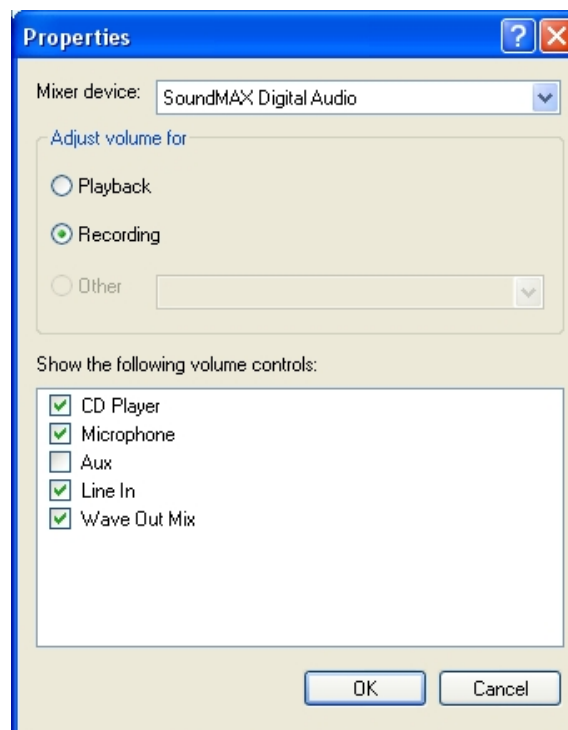 Properties
Mixer device: SoundMAX Digital Audio
Adjust volume for
Playback
Recording
Other
Show the following volume controls:
CD Player
Microphone
Aux
Line In
Wave Out Mix
OK Cancel